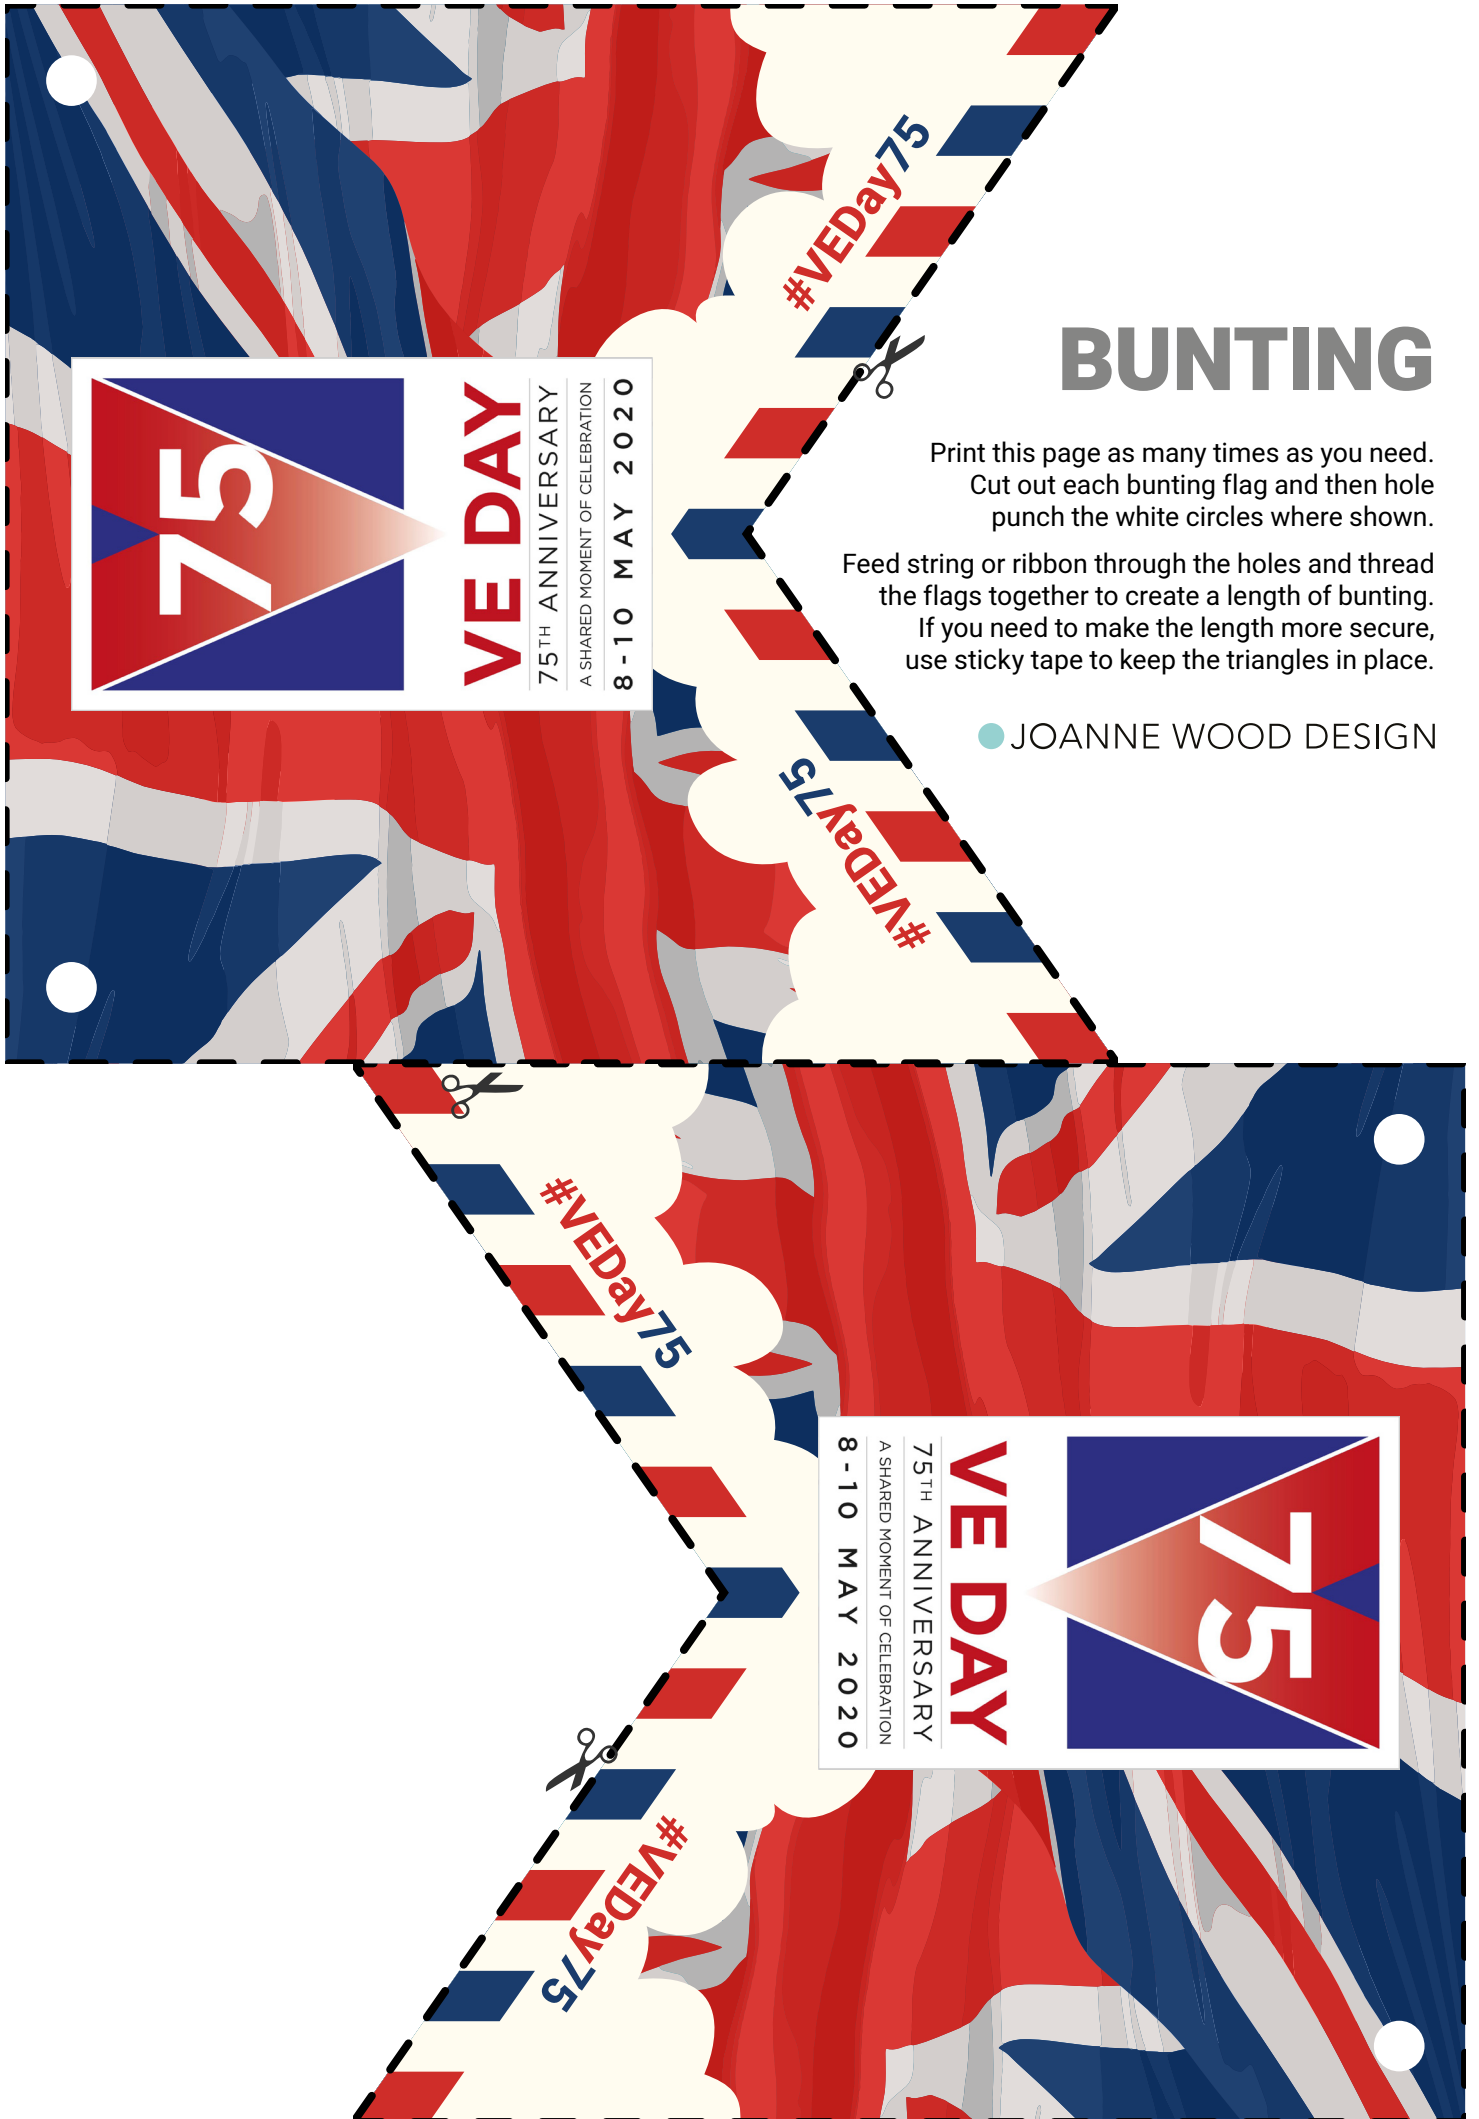 #VEDay75
75
VE DAY
75TH ANNIVERSARY
A SHARED MOMENT OF CELEBRATION
8-10 MAY 2020
#VEDay75
BUNTING
Print this page as many times as you need.
Cut out each bunting flag and then hole
punch the white circles where shown.
Feed string or ribbon through the holes and thread
the flags together to create a length of bunting.
If you need to make the length more secure,
use sticky tape to keep the triangles in place.
JOANNE WOOD DESIGN
#VEDay75
75
VE DAY
75TH ANNIVERSARY
A SHARED MOMENT OF CELEBRATION
8-10 MAY 2020
#VEDay75